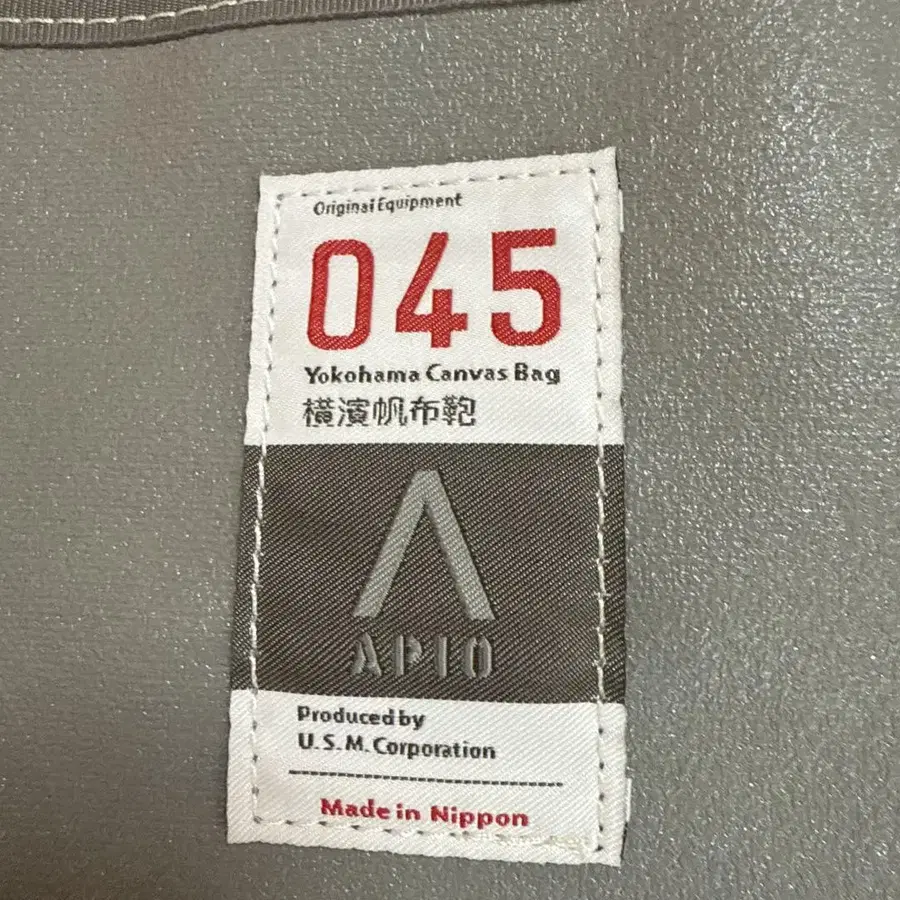 Original Equipment
045
Yokohama Canvas Bag
横濱帆布鞄
APIO
Produced by
U.S.M. Corporation
Made in Nippon